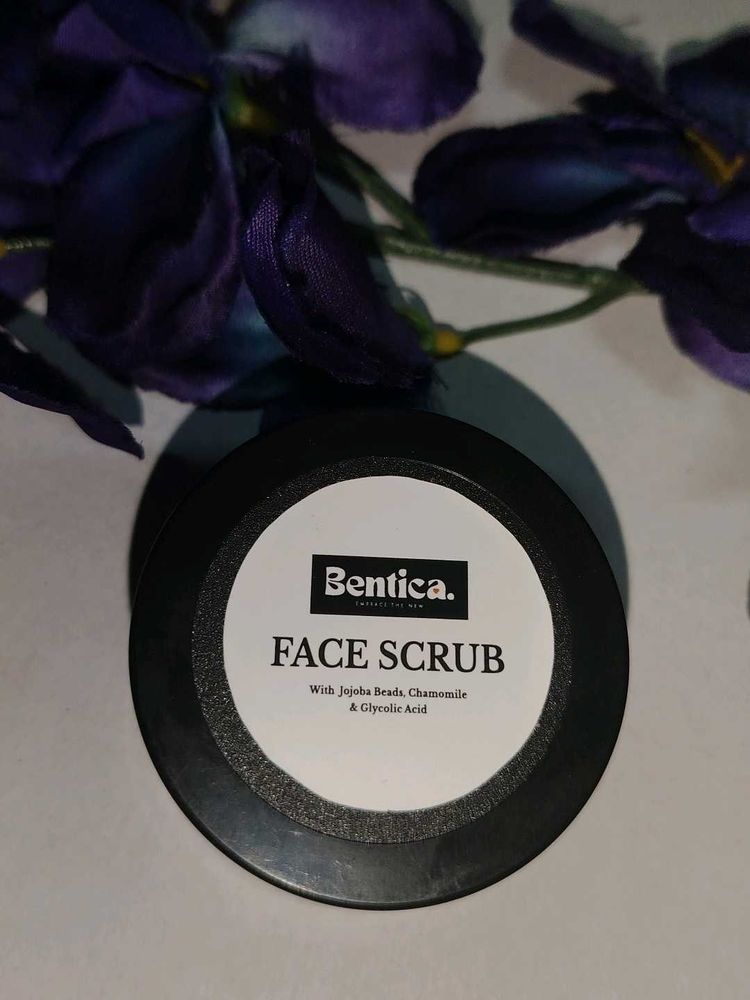 Bentica.
EMBRACE THE NEW
FACE SCRUB
With Jojoba Beads, Chamomile
& Glycolic Acid